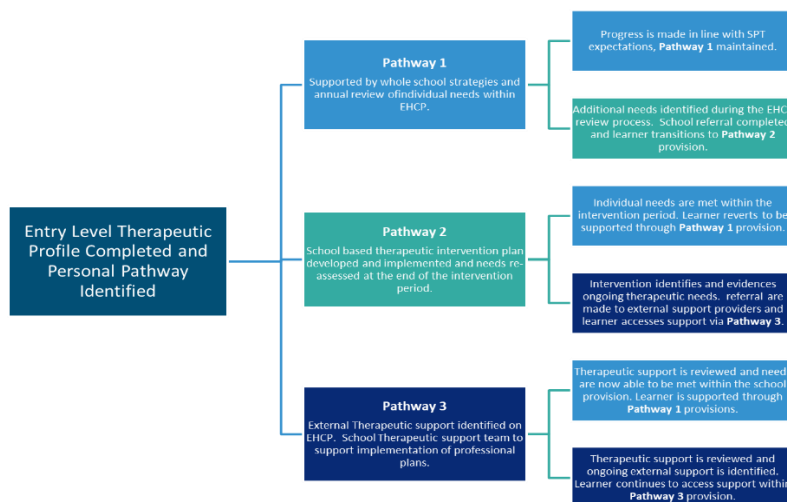 Entry Level Therapeutic
Profile Completed and
Personal Pathway
Identified
Pathway 1
Supported by whole school strategies and
annual review ofindividual needs within
EHCP.
Progress is made in line with SPT
expectations, Pathway 1 maintained.
Additional needs identified during the EHC
review process. School referral completed
and learner transitions to Pathway 2
provision.
Pathway 2
School based therapeutic intervention plan
developed and implemented and needs re-
assessed at the end of the intervention
period.
Individual needs are met within the
intervention period. Learner reverts to be
supported through Pathway 1 provision.
Intervention identifies and evidences
ongoing therapeutic needs. referral are
made to external support providers and
learner accesses support via Pathway 3.
Pathway 3
External Therapeutic support identified on
EHCP. School Therapeutic support team to
support implementation of professional
plans.
Therapeutic support is reviewed and need
are now able to be met within the school
provision. Learner is supported through
Pathway 1 provisions.
Therapeutic support is reviewed and
ongoing external support is identified.
Learner continues to access support within
Pathway 3 provision.